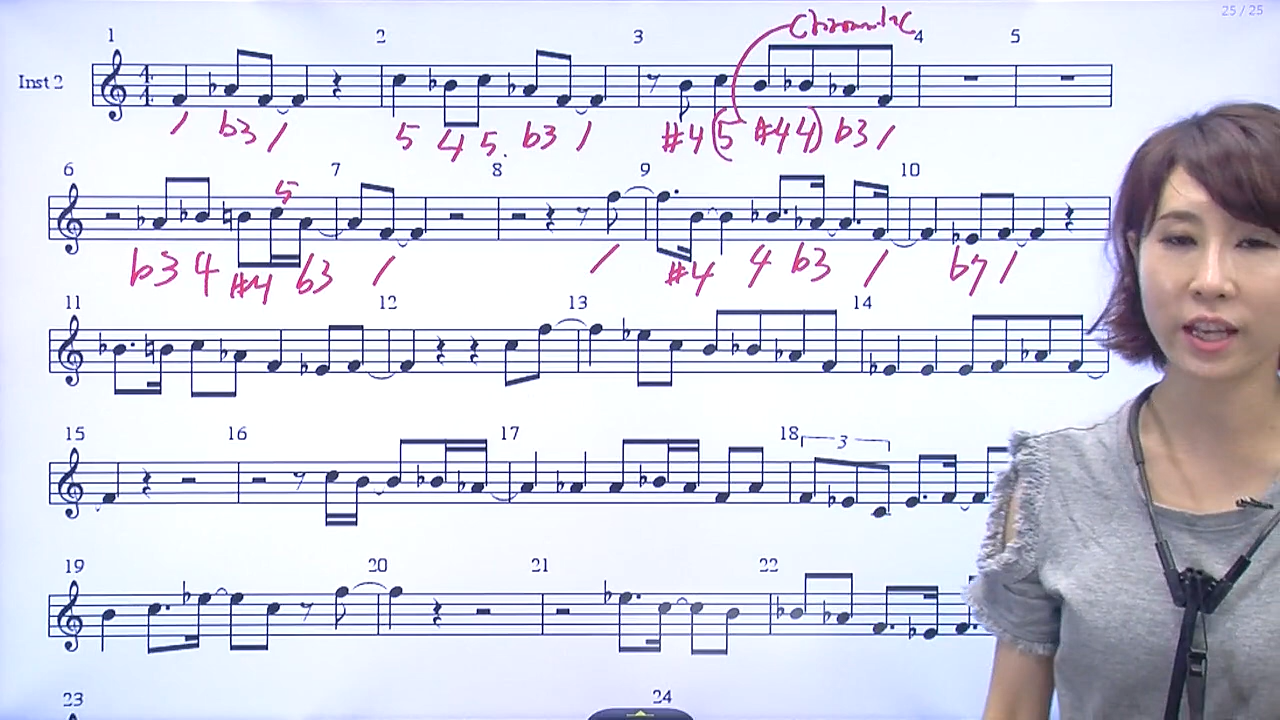 25 / 25
chromatic
1 2 3 4 5
Inst 2
1 b3 1 5 4 5. b3 1 #4 (5 #4 4) b3 1
6 7 8 9 10
5
b3 4 #4 b3 1 1 #4 4 b3 1 b7 1
11 12 13 14
15 16 17 18 3
19 20 21 22
23 24